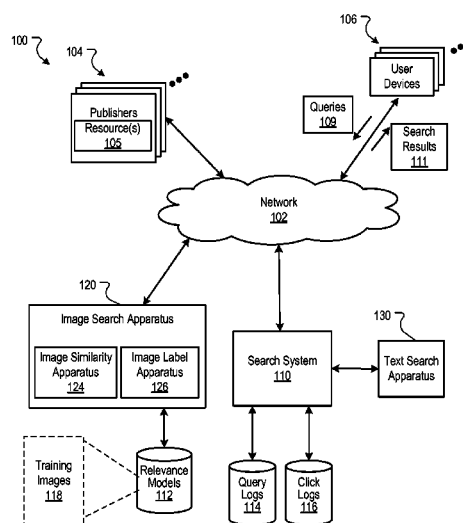 100
104
106
Publishers
Resource(s)
105
User
Devices
Queries
109
Search
Results
111
Network
102
120
Image Search Apparatus
Image Similarity
Apparatus
124
Image Label
Apparatus
126
Search System
110
130
Text Search
Apparatus
Training
Images
118
Relevance
Models
112
Query
Logs
114
Click
Logs
116